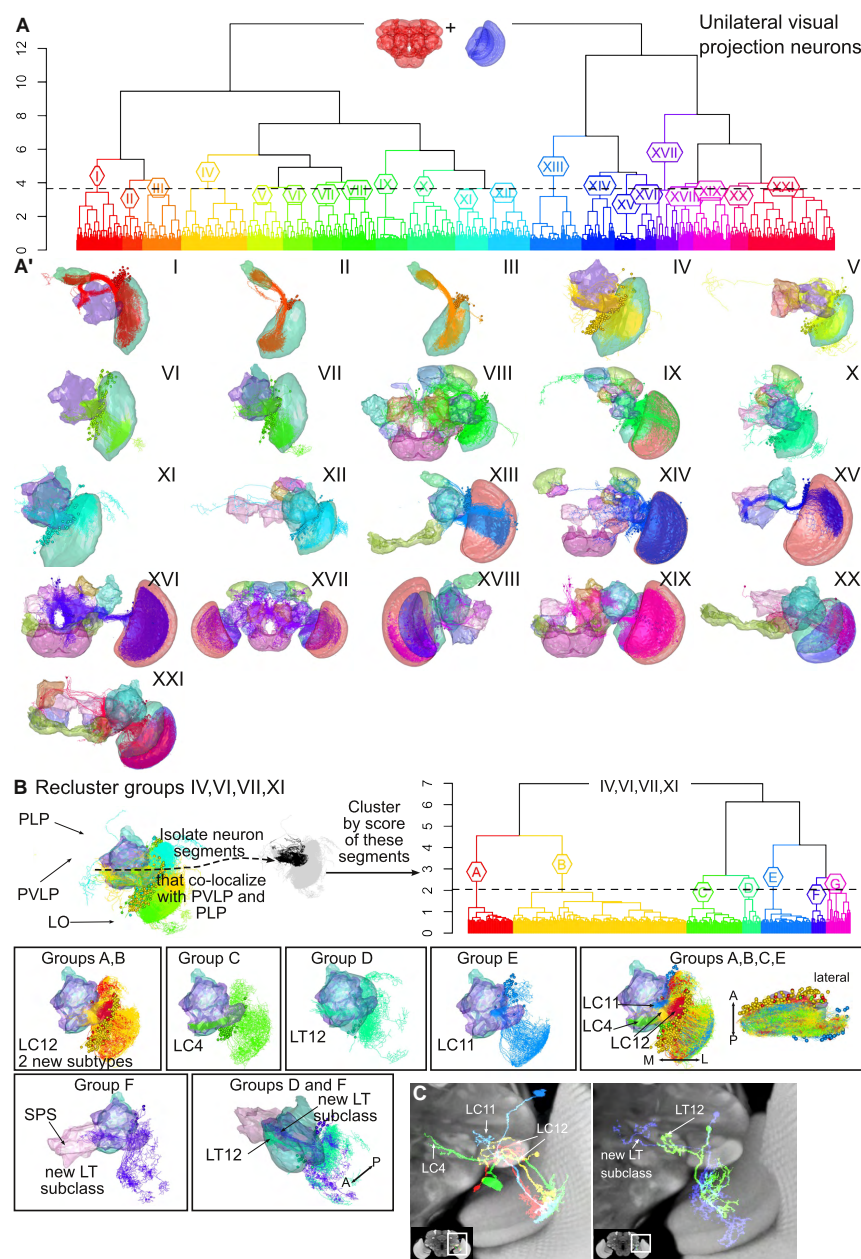 A
+
Unilateral visual
projection neurons
12
10
8
6
4
2
0
I
II
III
IV
V
VI
VII
VIII
IX
X
XI
XII
XIII
XIV
XV
XVI
XVII
XVIII
XIX
XX
XXI
A'
I
II
III
IV
V
VI
VII
VIII
IX
X
XI
XII
XIII
XIV
XV
XVI
XVII
XVIII
XIX
XX
XXI
B Recluster groups IV,VI,VII,XI
PLP
PVLP
LO
Isolate neuron
segments
that co-localize
with PVLP and
PLP
Cluster
by score
of these
segments
IV,VI,VII,XI
7
6
5
4
3
2
1
0
A
B
C
D
E
F
G
Groups A,B
LC12
2 new subtypes
Group C
LC4
Group D
LT12
Group E
LC11
Groups A,B,C,E
LC11
LC4
LC12
M
L
lateral
A
P
Group F
SPS
new LT
subclass
Groups D and F
new LT
subclass
LT12
P
A
C
LC11
LC12
LC4
LT12
new LT
subclass